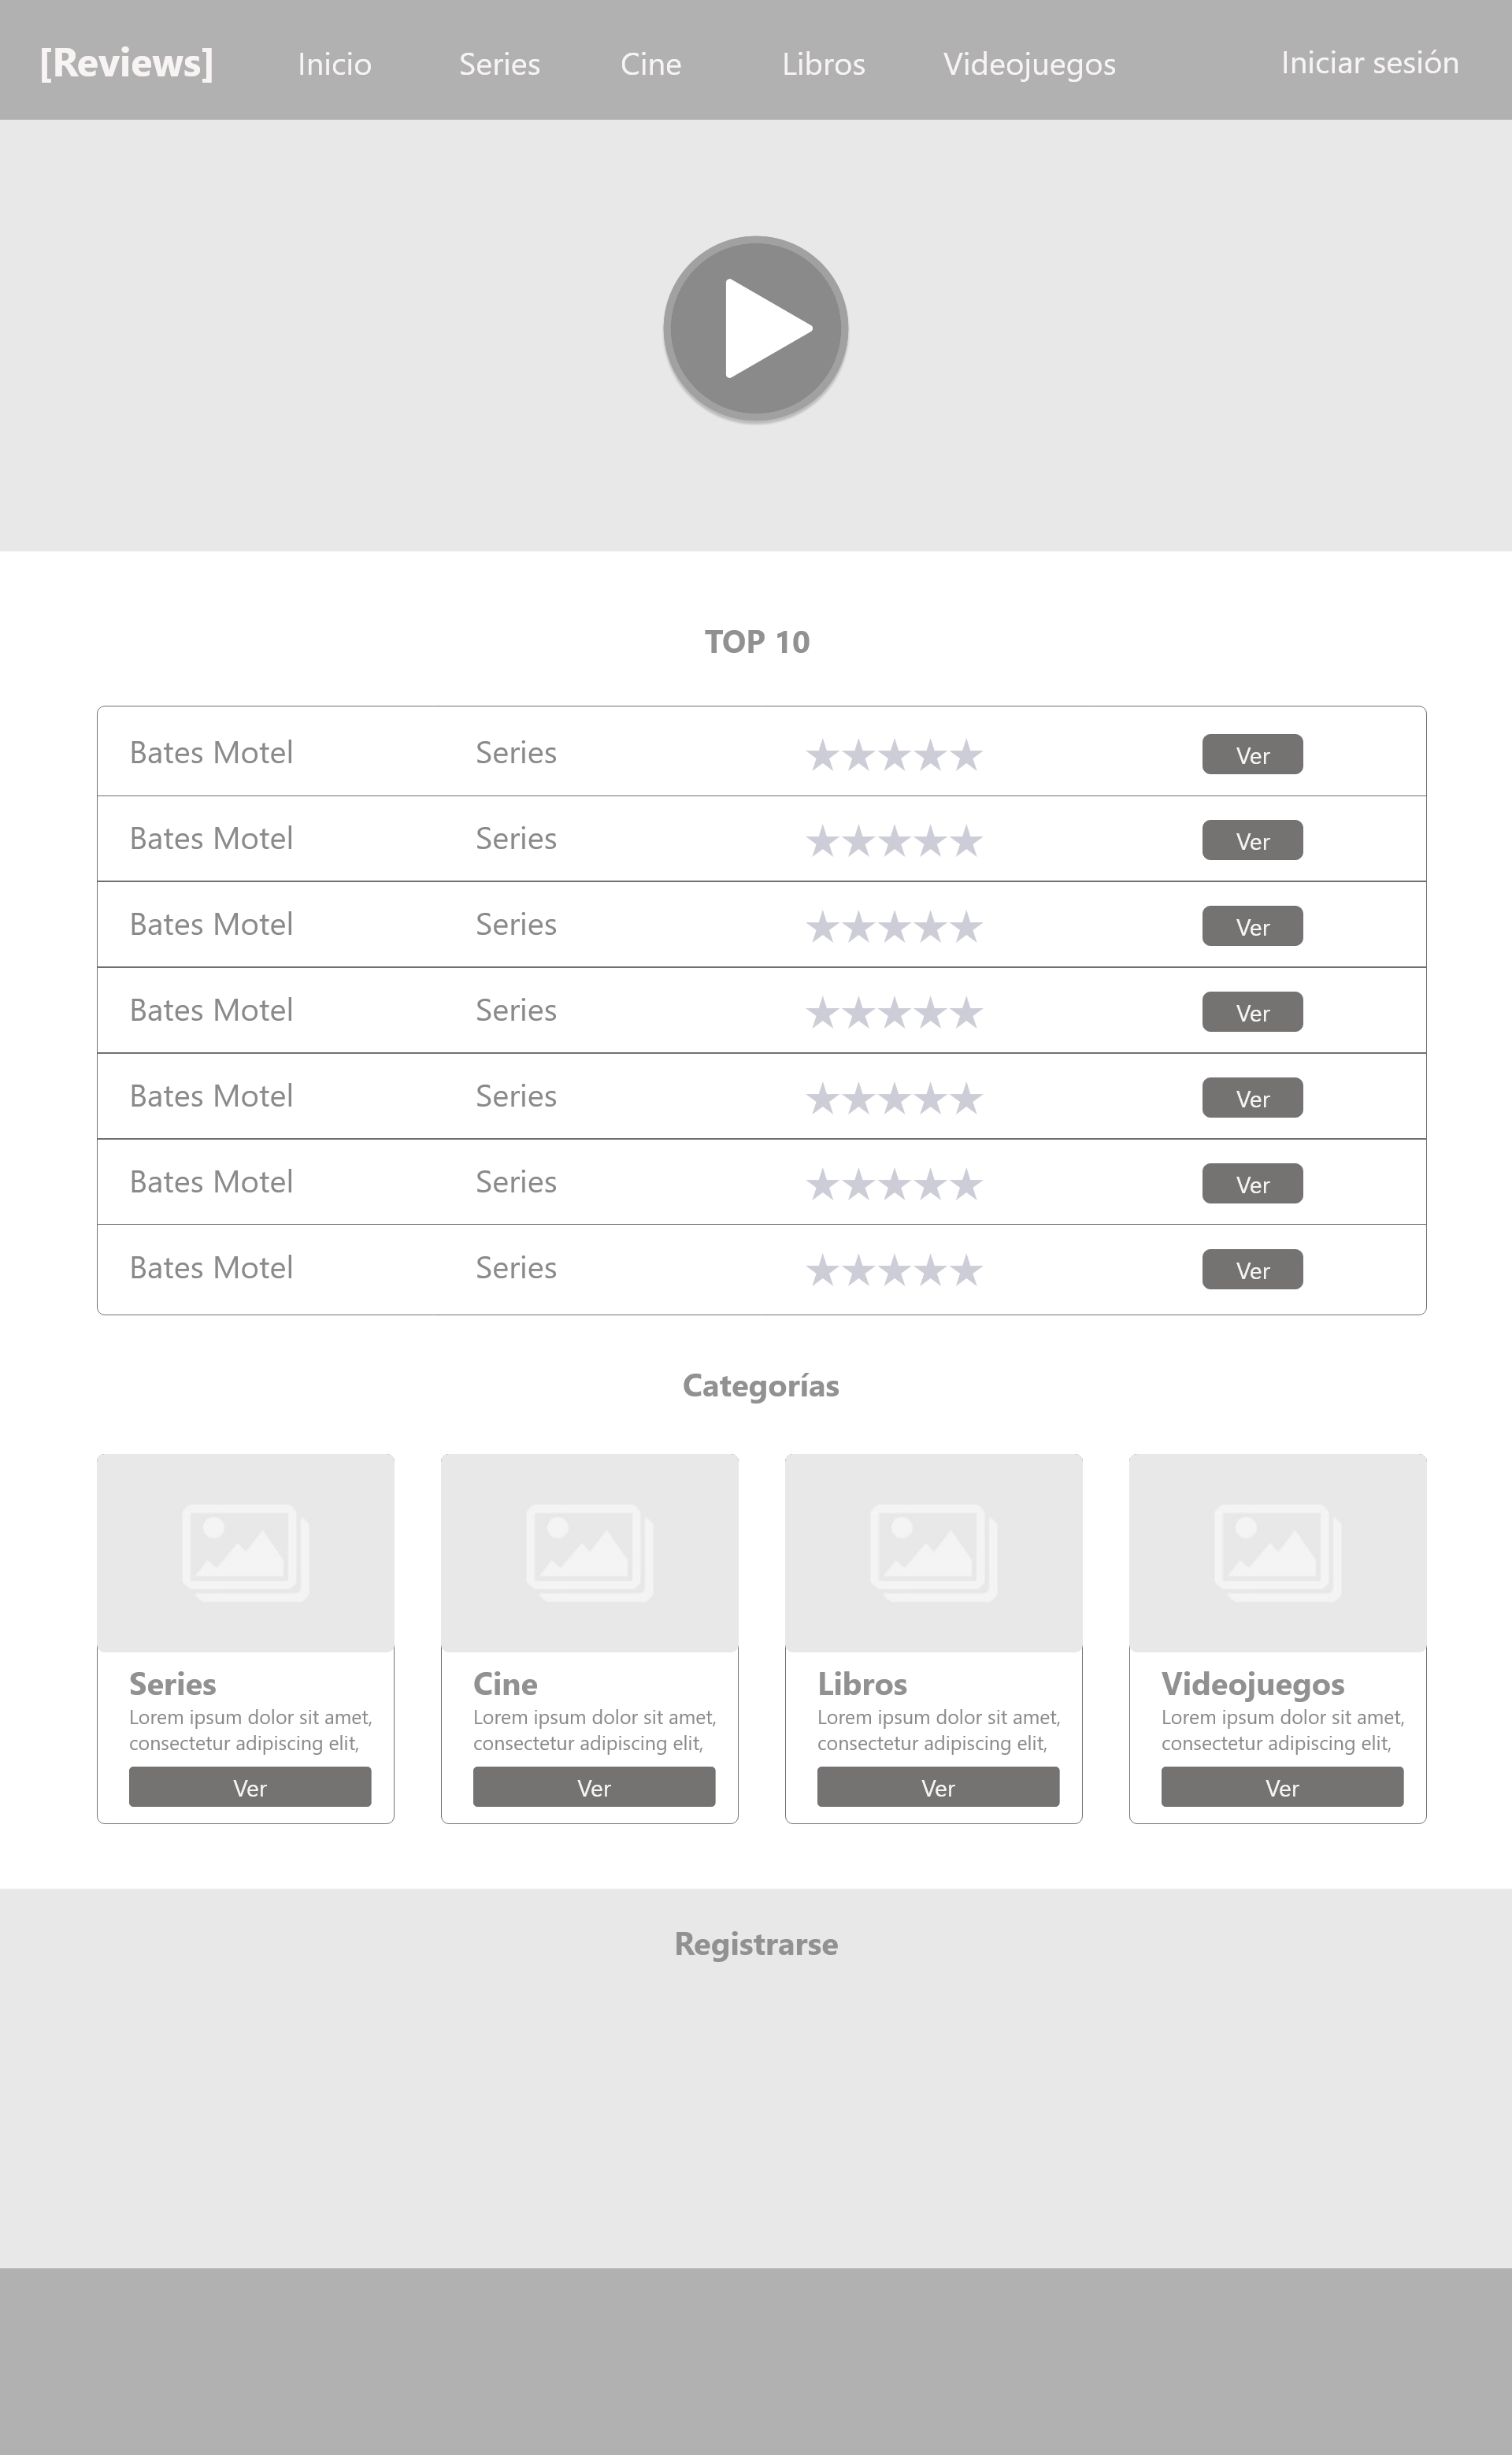 [Reviews] Inicio Series Cine Libros Videojuegos Iniciar sesión
TOP 10
Bates Motel Series ★★★★★ Ver
Bates Motel Series ★★★★★ Ver
Bates Motel Series ★★★★★ Ver
Bates Motel Series ★★★★★ Ver
Bates Motel Series ★★★★★ Ver
Bates Motel Series ★★★★★ Ver
Bates Motel Series ★★★★★ Ver
Categorías
Series
Lorem ipsum dolor sit amet,
consectetur adipiscing elit,
Ver
Cine
Lorem ipsum dolor sit amet,
consectetur adipiscing elit,
Ver
Libros
Lorem ipsum dolor sit amet,
consectetur adipiscing elit,
Ver
Videojuegos
Lorem ipsum dolor sit amet,
consectetur adipiscing elit,
Ver
Registrarse